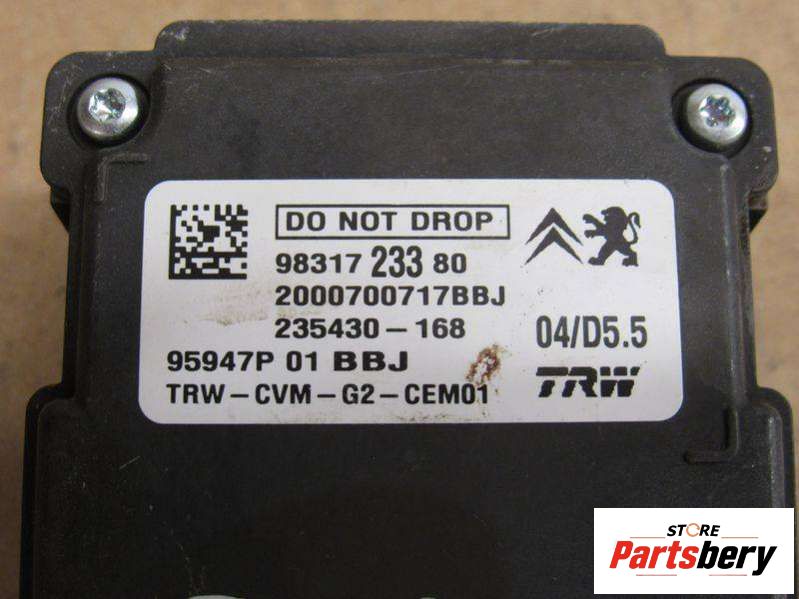 DO NOT DROP
98317 233 80
2000700717BBJ
235430-168
04/D5.5
95947P 01 BBJ
TRW
TRW-CVM-G2-CEM01
STORE
Partsbery